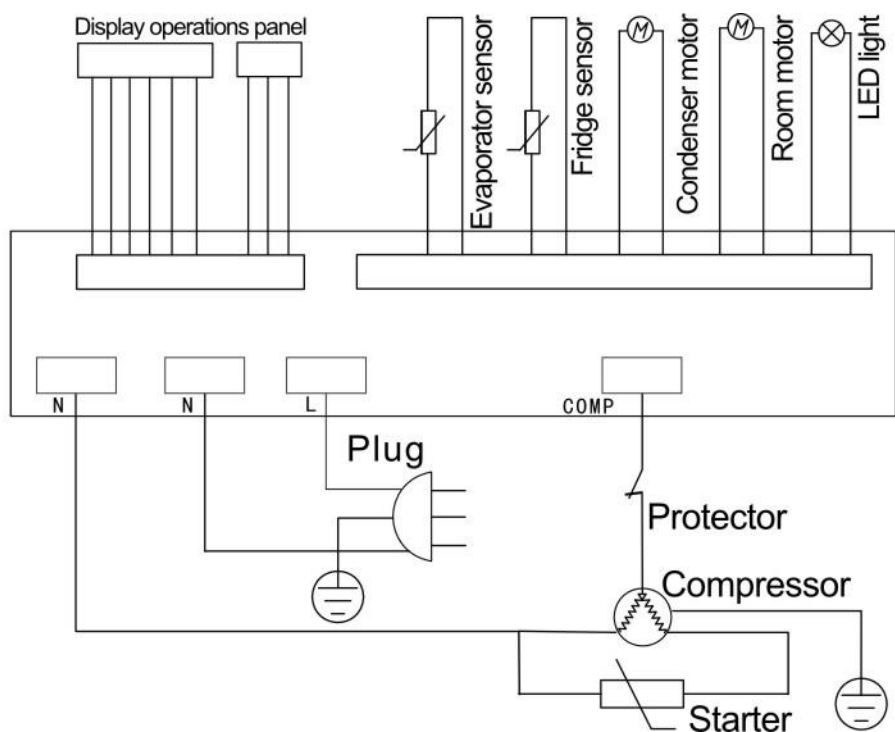 Display operations panel
Evaporator sensor
Fridge sensor
M
Condenser motor
M
Room motor
LED light
N
N
L
COMP
Plug
Protector
Compressor
Starter